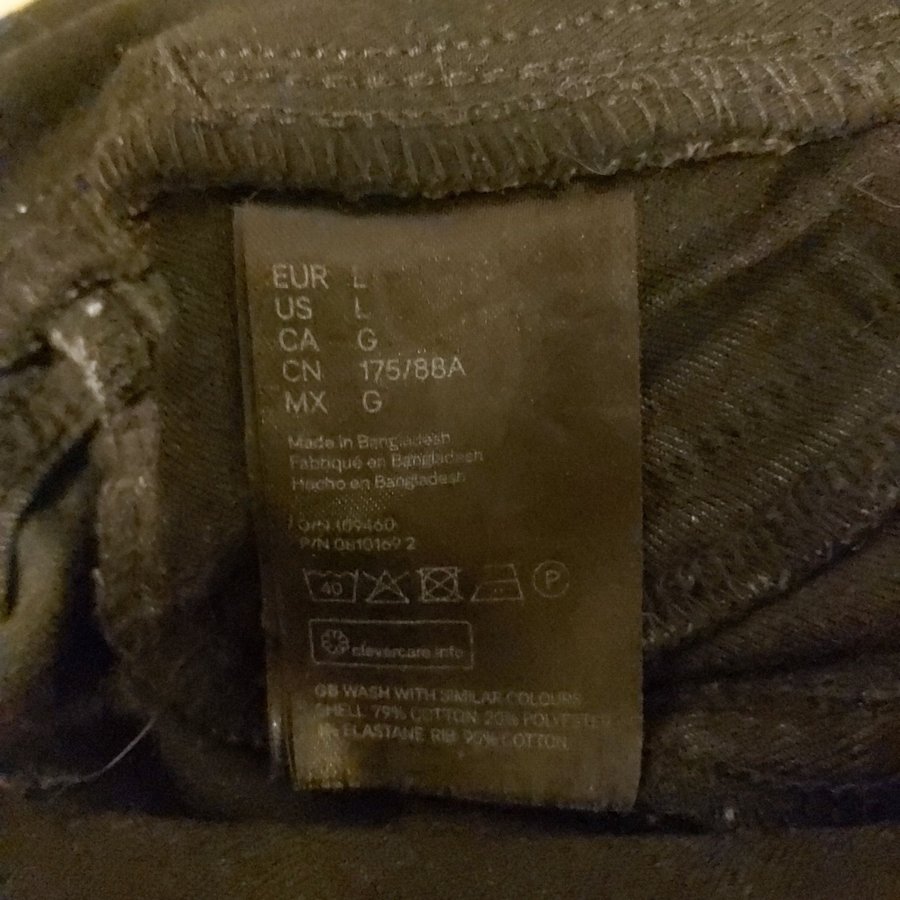 EUR L
US L
CA G
CN 175/88A
MX G
Made in Bangladesh
Fabriqué en Bangladesh
Hecho en Bangladesh
O/N 109460
P/N 0810169 2
40
P
clevercare.info
GB WASH WITH SIMILAR COLOURS
SHELL 79% COTTON 20% POLYESTER
1% ELASTANE RIB 95% COTTON